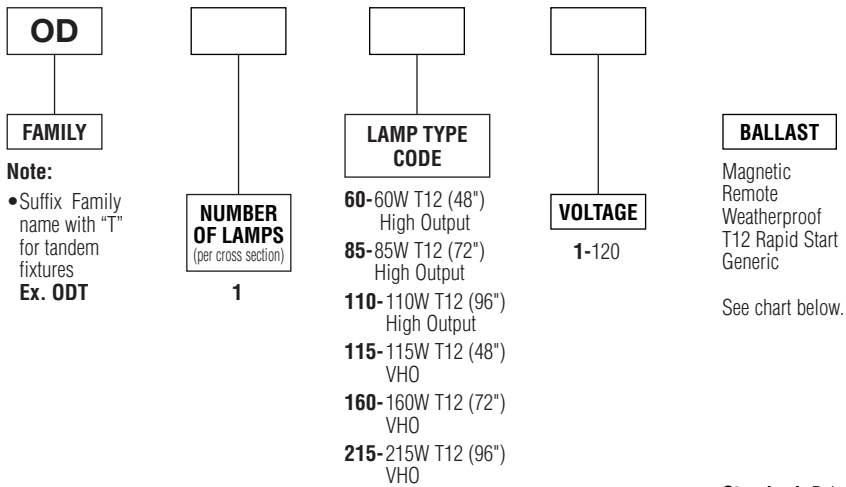 OD
FAMILY
Note:
•Suffix Family
name with “T”
for tandem
fixtures
Ex. ODT
NUMBER
OF LAMPS
(per cross section)
1
LAMP TYPE
CODE
60-60W T12 (48")
High Output
85-85W T12 (72")
High Output
110-110W T12 (96")
High Output
115-115W T12 (48")
VHO
160-160W T12 (72")
VHO
215-215W T12 (96")
VHO
VOLTAGE
1-120
BALLAST
Magnetic
Remote
Weatherproof
T12 Rapid Start
Generic
See chart below.